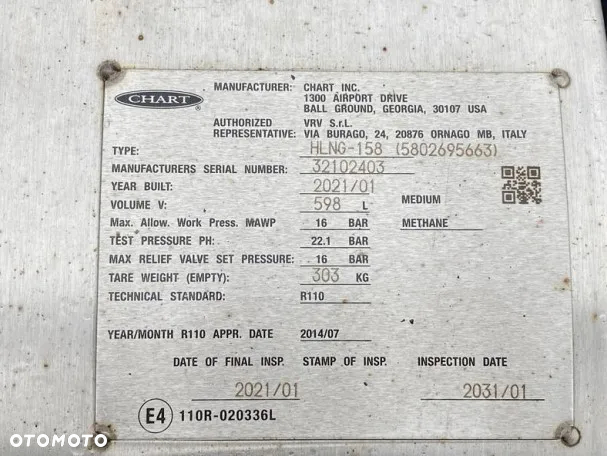 CHART
MANUFACTURER: CHART INC.
1300 AIRPORT DRIVE
BALL GROUND, GEORGIA, 30107 USA
AUTHORIZED REPRESENTATIVE: VRV S.r.L.
VIA BURAGO, 24, 20876 ORNAGO MB, ITALY
TYPE: HLNG-158 (5802695663)
MANUFACTURERS SERIAL NUMBER: 32102403
YEAR BUILT: 2021/01
VOLUME V: 598 L MEDIUM
Max. Allow. Work Press. MAWP 16 BAR METHANE
TEST PRESSURE PH: 22.1 BAR
MAX RELIEF VALVE SET PRESSURE: 16 BAR
TARE WEIGHT (EMPTY): 303 KG
TECHNICAL STANDARD: R110
YEAR/MONTH R110 APPR. DATE 2014/07
DATE OF FINAL INSP. STAMP OF INSP. INSPECTION DATE
2021/01 2031/01
E4 110R-020336L
OTOMOTO